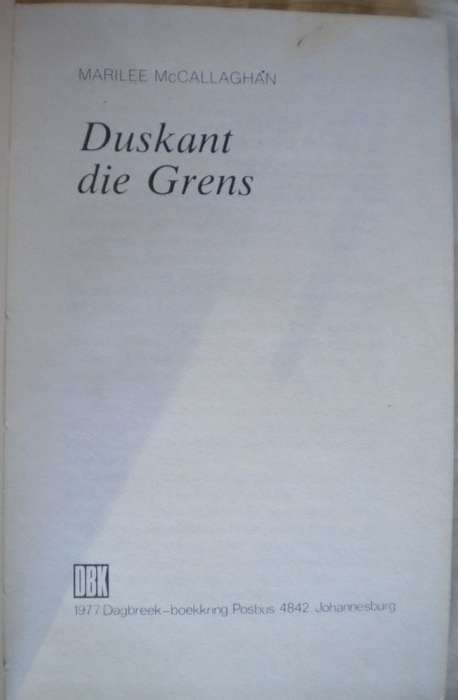 MARILEE McCALLAGHAN
Duskant
die Grens
DBK
1977 Dagbreek-boekkring, Posbus 4842, Johannesburg